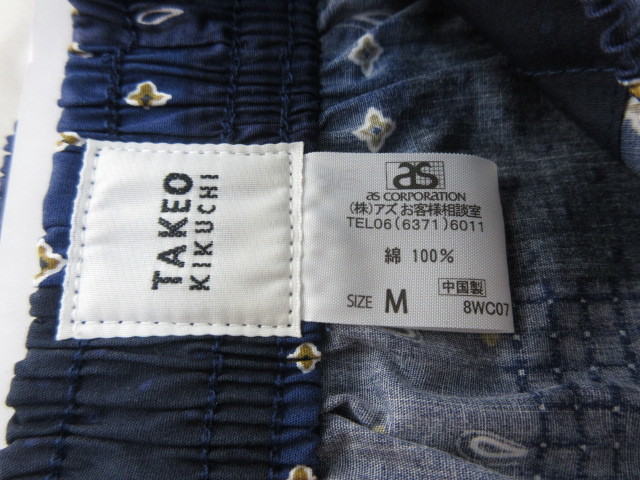 TAKEO
KIKUCHI
as
as CORPORATION
(株)アズ お客様相談室
TEL06(6371)6011
綿 100%
SIZE M
中国製
8WC07